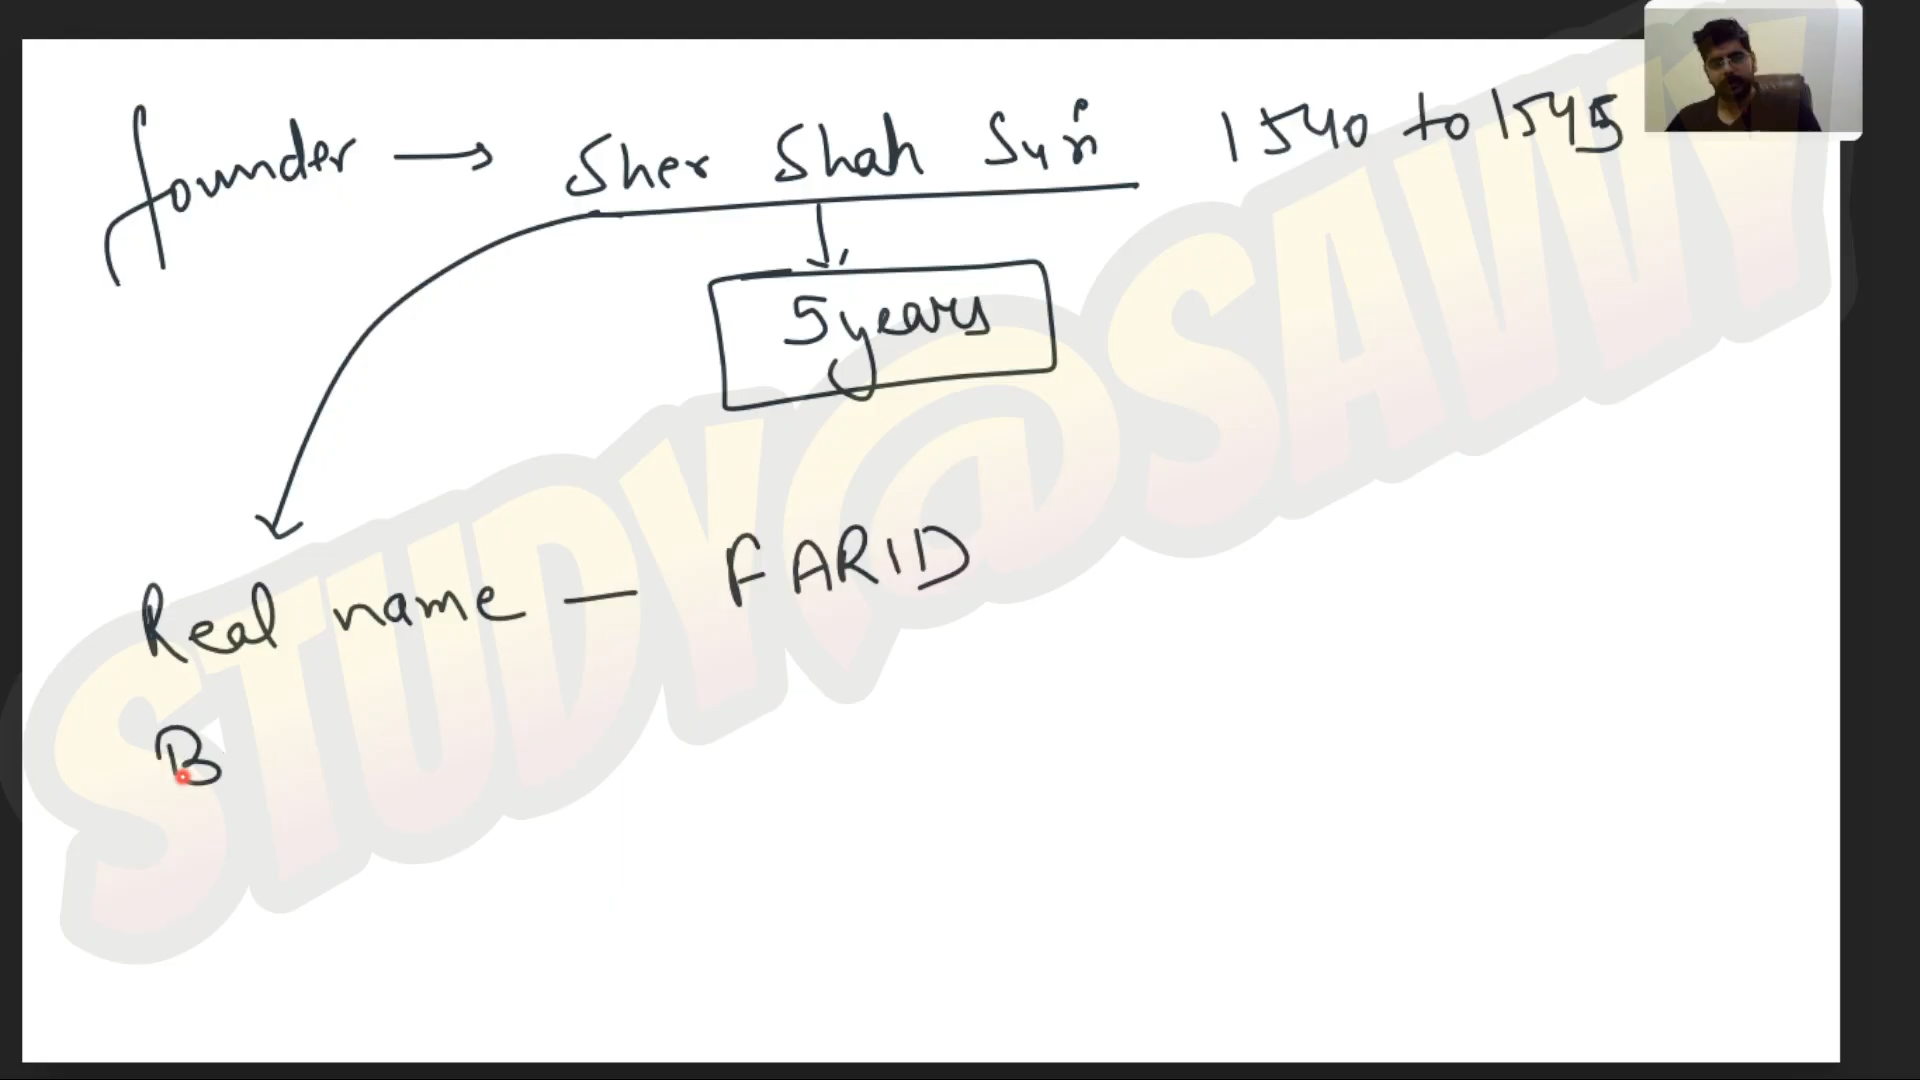 founder → Sher Shah Suri 1540 to 1545
5 years
Real name — FARID
B
STUDY@SAVVY